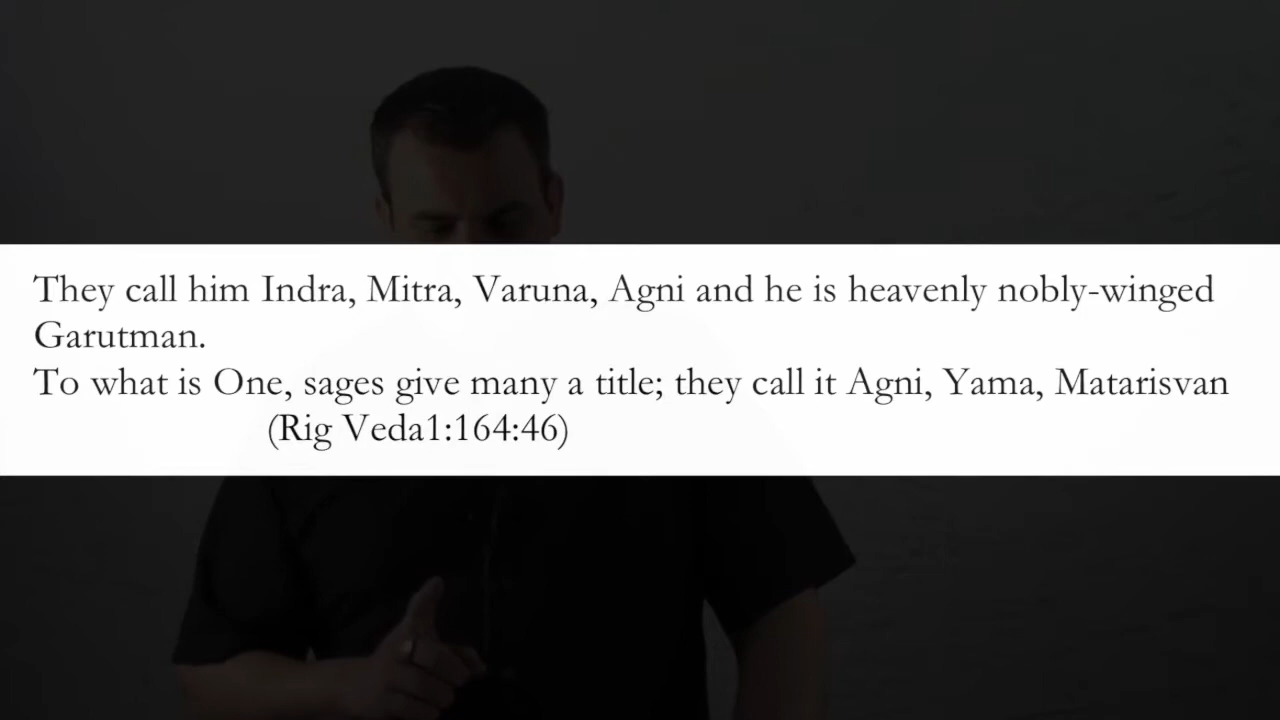 They call him Indra, Mitra, Varuna, Agni and he is heavenly nobly-winged
Garutman.
To what is One, sages give many a title; they call it Agni, Yama, Matarisvan
(Rig Veda1:164:46)